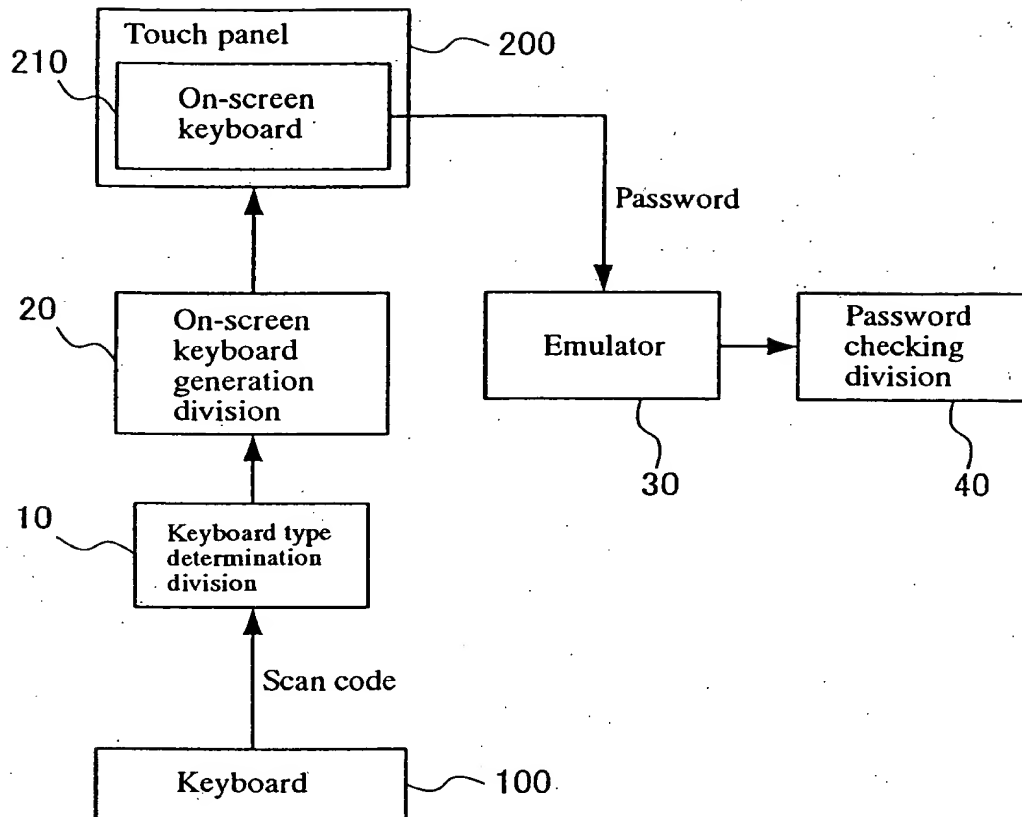 Touch panel
200
210
On-screen
keyboard
Password
20
On-screen
keyboard
generation
division
Emulator
Password
checking
division
30
40
10
Keyboard type
determination
division
Scan code
Keyboard
100